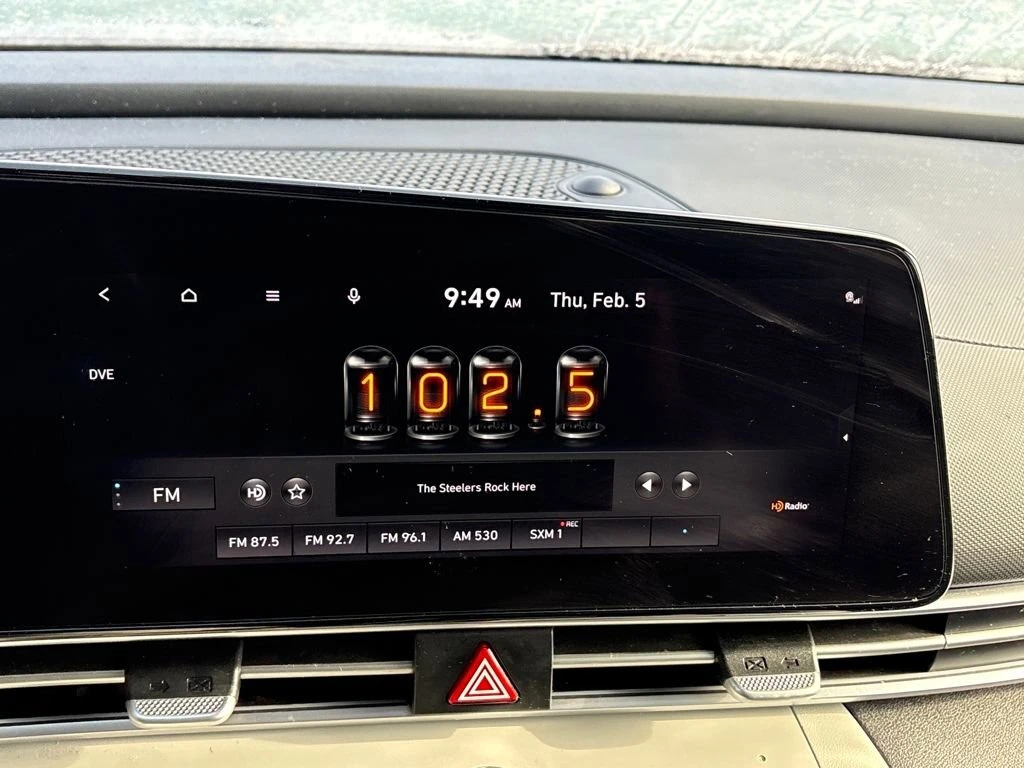 9:49 AM Thu, Feb. 5
DVE
102.5
FM
HD
The Steelers Rock Here
HD Radio
FM 87.5 FM 92.7 FM 96.1 AM 530 SXM 1 REC